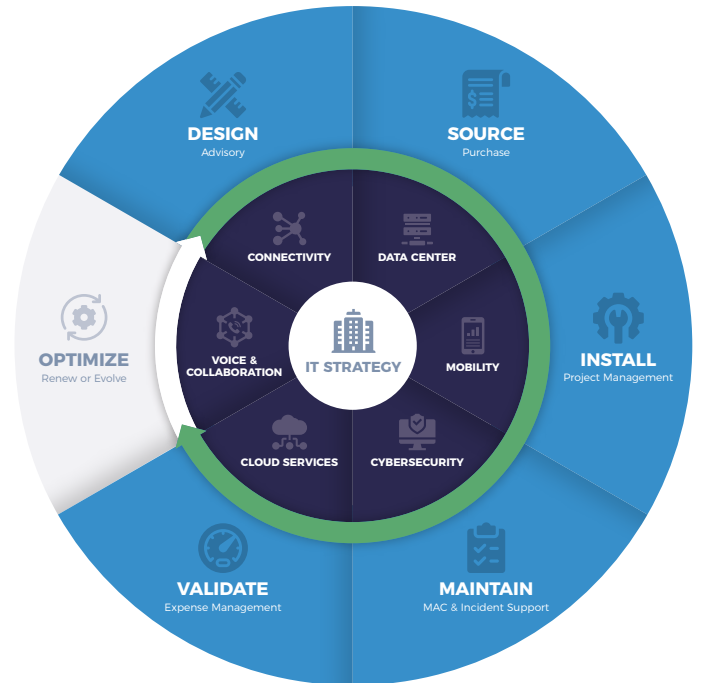 DESIGN
Advisory
SOURCE
Purchase
INSTALL
Project Management
MAINTAIN
MAC & Incident Support
VALIDATE
Expense Management
OPTIMIZE
Renew or Evolve
CONNECTIVITY
DATA CENTER
MOBILITY
CYBERSECURITY
CLOUD SERVICES
VOICE &
COLLABORATION
IT STRATEGY